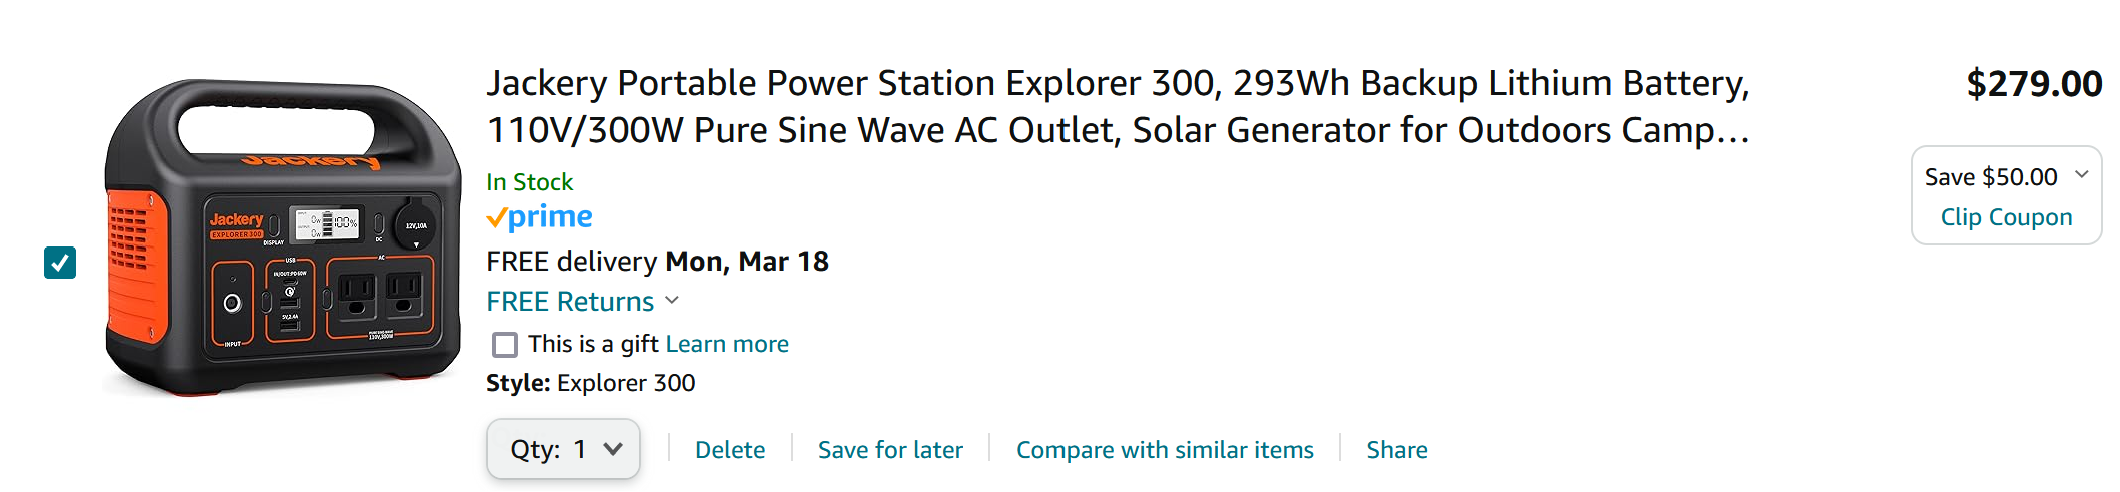 Jackery Portable Power Station Explorer 300, 293Wh Backup Lithium Battery,
110V/300W Pure Sine Wave AC Outlet, Solar Generator for Outdoors Camp...
$279.00
In Stock
prime
Save $50.00
Clip Coupon
FREE delivery Mon, Mar 18
FREE Returns
This is a gift Learn more
Style: Explorer 300
Qty: 1
Delete
Save for later
Compare with similar items
Share
Jackery
Jackery
EXPLORER 300
DISPLAY
100%
DC
12V,10A
USB
AC
IN/OUT:PD 60W
5V,2.4A
INPUT
PURE SINE WAVE
110V,300W